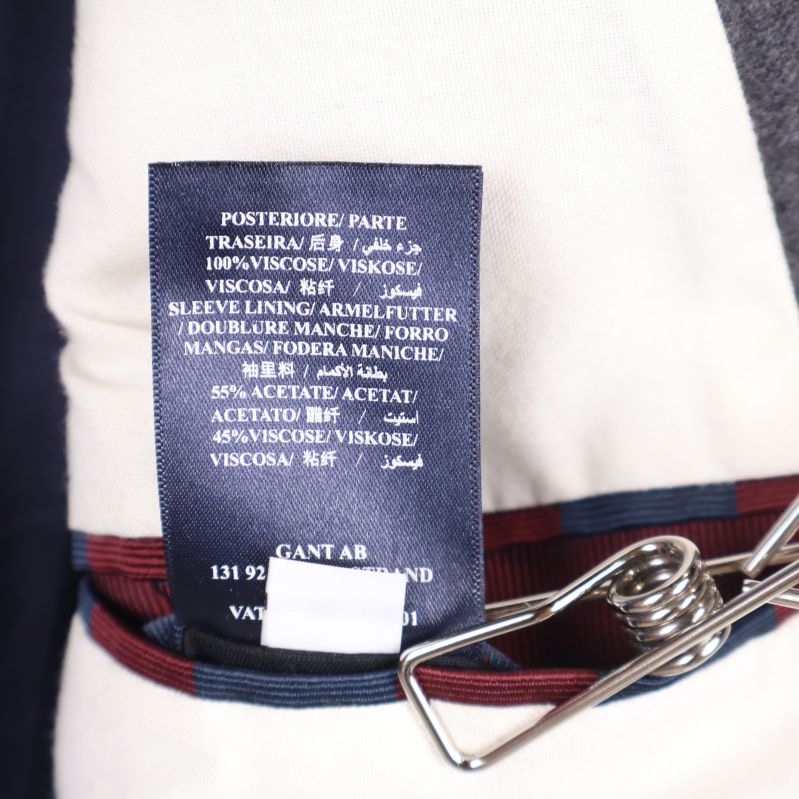 POSTERIORE/ PARTE
TRASEIRA/ 后身 / جزء خلفي/
100%VISCOSE/ VISKOSE/
VISCOSA/ 粘纤 / فيسكوز
SLEEVE LINING/ ARMELFUTTER
/ DOUBLURE MANCHE/ FORRO
MANGAS/ FODERA MANICHE/
袖里料 / بطانة الأكمام/
55% ACETATE/ ACETAT/
ACETATO/ 醋纤 / أستيت
45%VISCOSE/ VISKOSE/
VISCOSA/ 粘纤 / فيسكوز
GANT AB
131 92
VAT 01